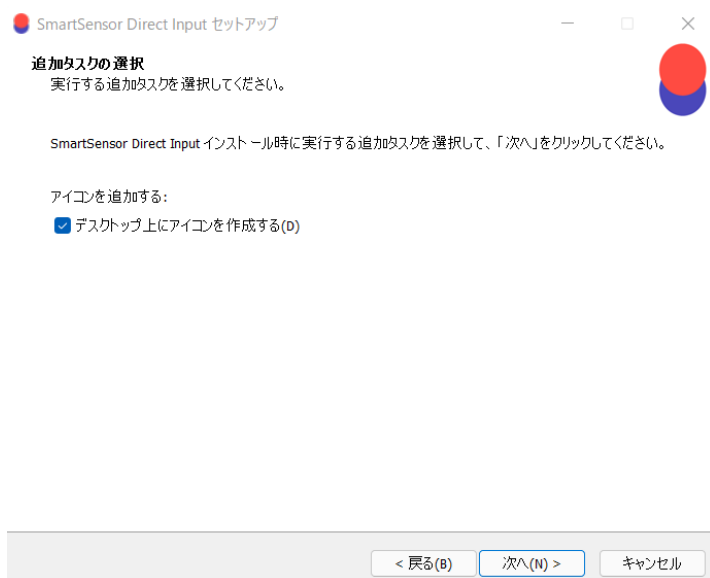 SmartSensor Direct Input セットアップ
追加タスクの選択
実行する追加タスクを選択してください。
SmartSensor Direct Input インストール時に実行する追加タスクを選択して、「次へ」をクリックしてください。
アイコンを追加する:
デスクトップ上にアイコンを作成する(D)
< 戻る(B) 次へ(N) > キャンセル